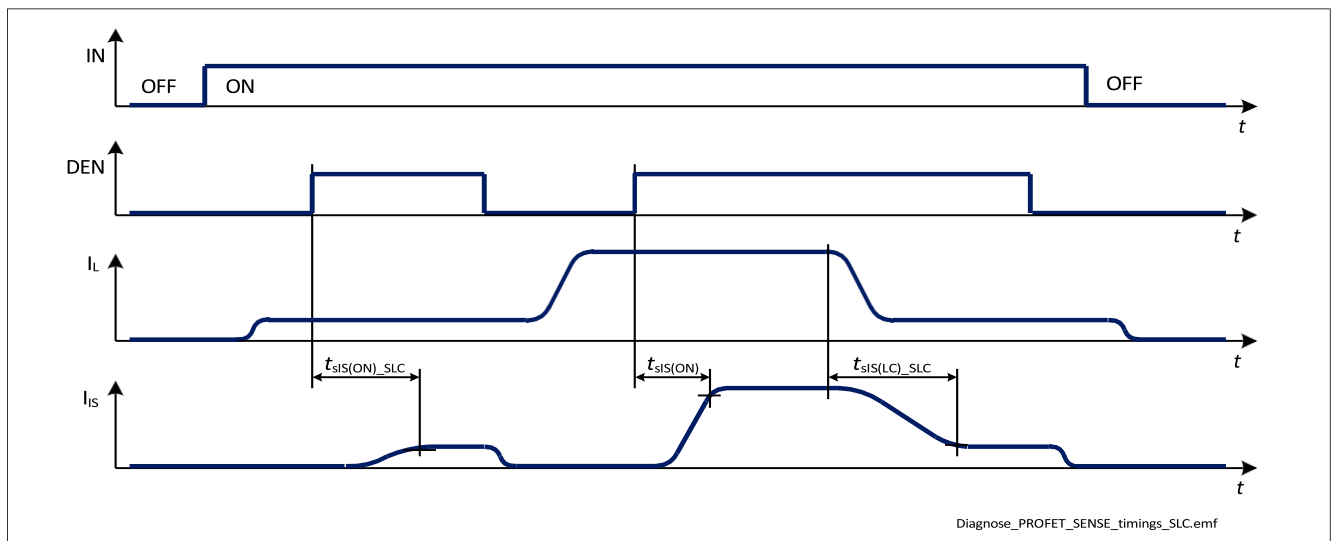 IN
OFF
ON
OFF
t
DEN
t
IL
t
tsIS(ON)_SLC
tsIS(ON)
tsIS(LC)_SLC
IIS
t
Diagnose_PROFET_SENSE_timings_SLC.emf